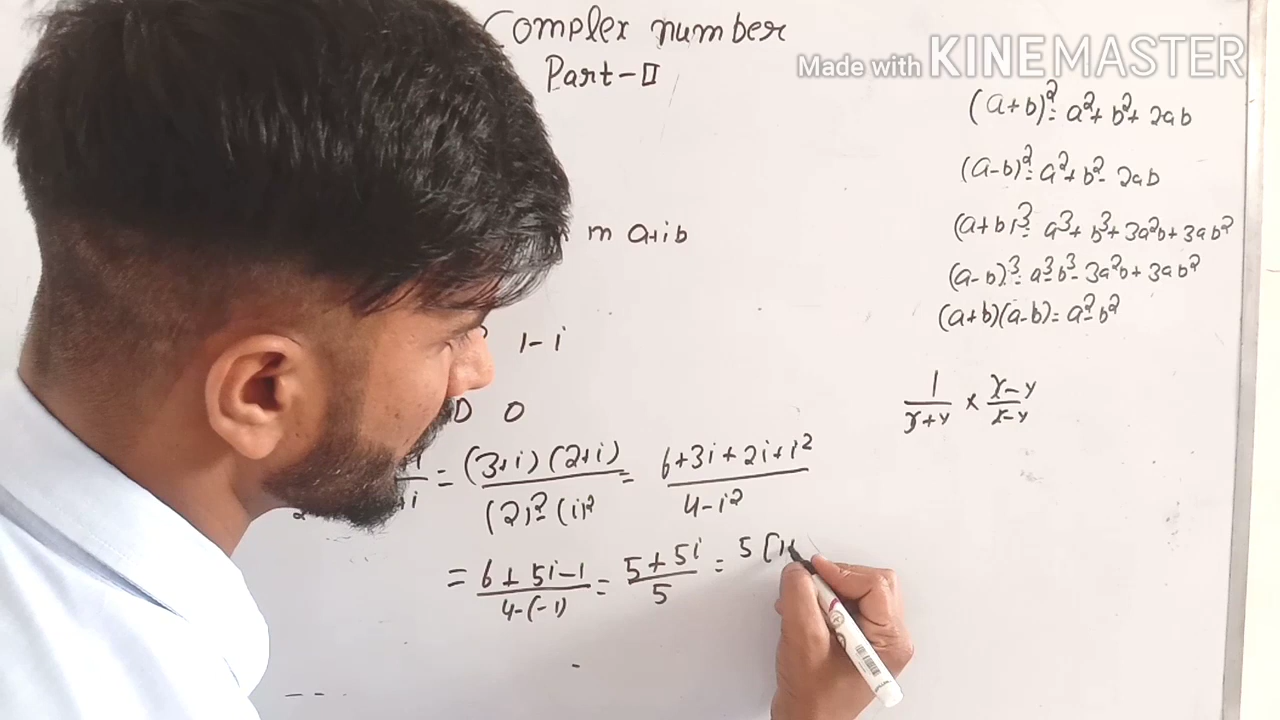 Complex number
Part-II
Made with KINEMASTER
(a+b)²= a²+ b²+ 2ab
(a-b)²= a²+ b²- 2ab
(a+b)³= a³+ b³+ 3a²b+ 3ab²
(a-b)³= a³-b³- 3a²b+ 3ab²
(a+b)(a-b)= a²-b²
m a+ib
1-i
D 0
1/(x+y) × (x-y)/(x-y)
= (3+i)(2+i)/((2)²-(i)²) = (6+3i+2i+i²)/(4-i²)
= (6+5i-1)/(4-(-1)) = (5+5i)/5 = 5(1